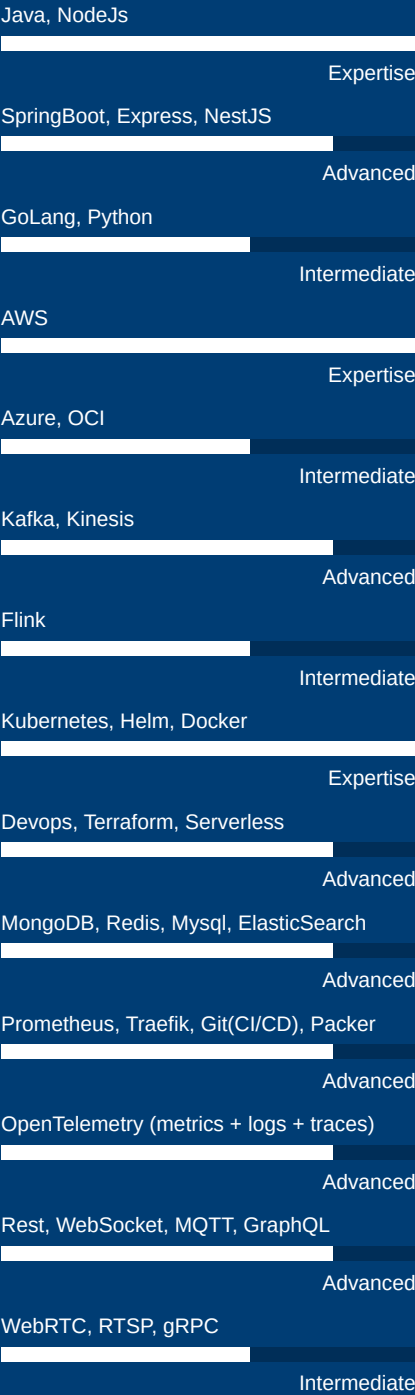 Java, NodeJs
Expertise
SpringBoot, Express, NestJS
Advanced
GoLang, Python
Intermediate
AWS
Expertise
Azure, OCI
Intermediate
Kafka, Kinesis
Advanced
Flink
Intermediate
Kubernetes, Helm, Docker
Expertise
Devops, Terraform, Serverless
Advanced
MongoDB, Redis, Mysql, ElasticSearch
Advanced
Prometheus, Traefik, Git(CI/CD), Packer
Advanced
OpenTelemetry (metrics + logs + traces)
Advanced
Rest, WebSocket, MQTT, GraphQL
Advanced
WebRTC, RTSP, gRPC
Intermediate